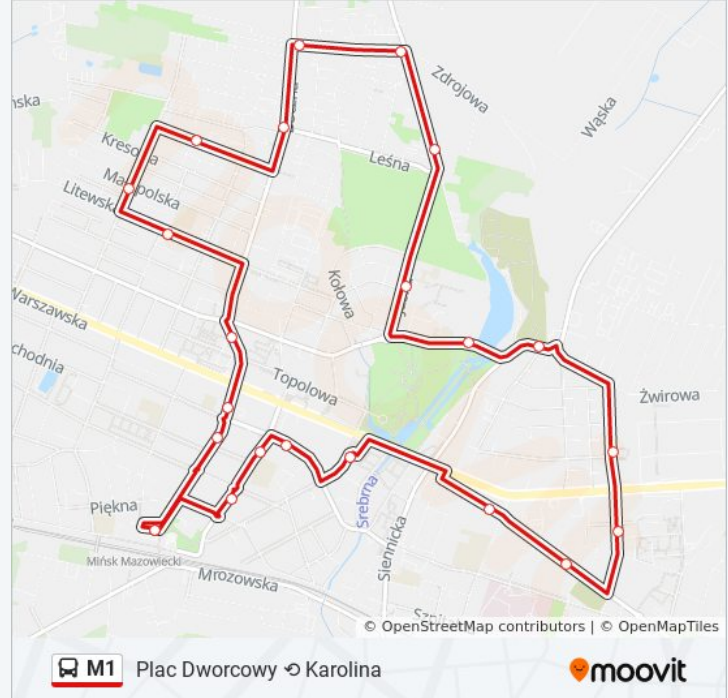 Zdrojowa
Wąska
Kresowa
Leśna
Małopolska
Litewska
Kołowa
Warszawska
Topolowa
Żwirowa
Piękna
Srebrna
Siennicka
Mińsk Mazowiecki
Mrozowska
© OpenStreetMap contributors | © OpenMapTiles
M1 Plac Dworcowy ⟲ Karolina
moovit